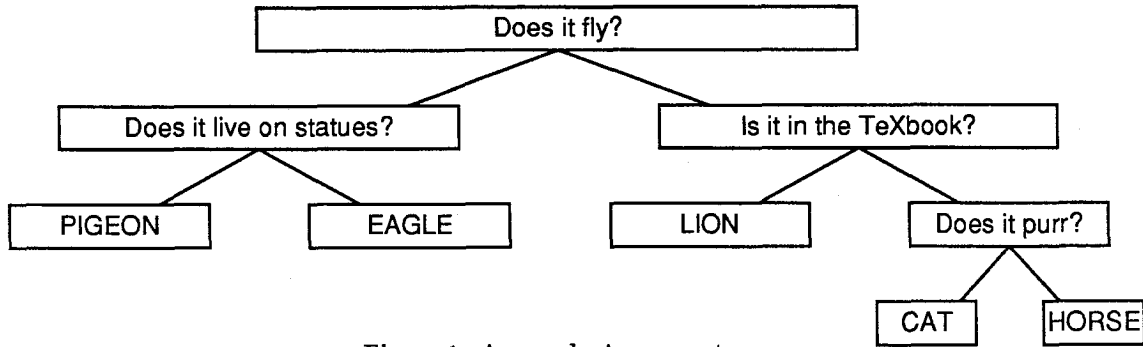 Does it fly?
Does it live on statues? Is it in the TeXbook?
PIGEON EAGLE LION Does it purr?
CAT HORSE